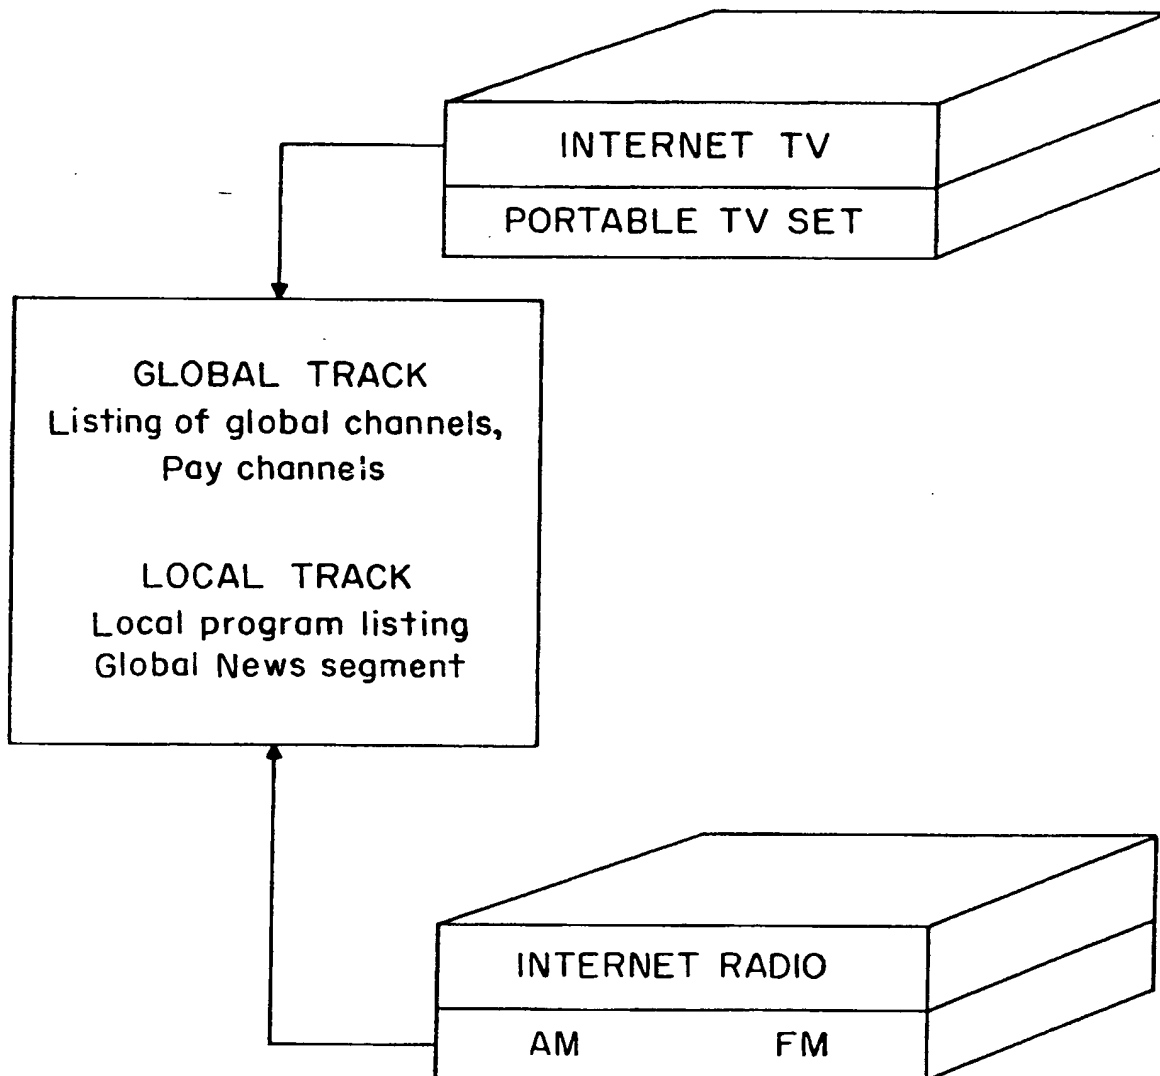 INTERNET TV
PORTABLE TV SET
GLOBAL TRACK
Listing of global channels,
Pay channels
LOCAL TRACK
Local program listing
Global News segment
INTERNET RADIO
AM FM